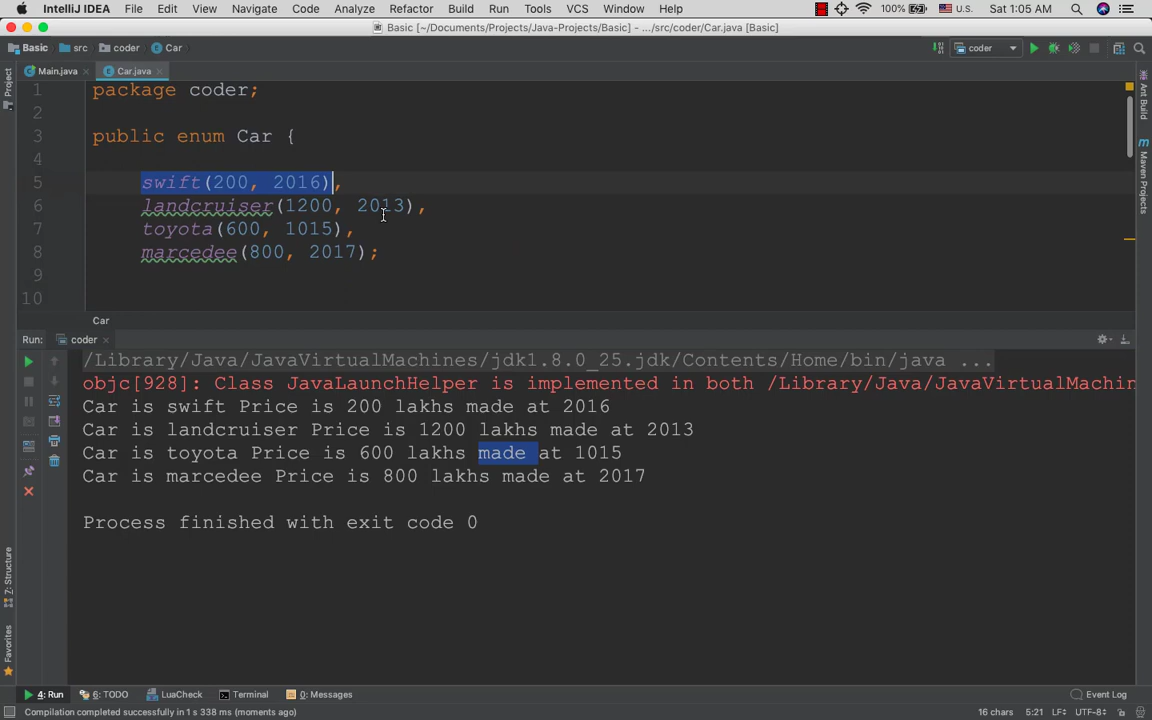 IntelliJ IDEA File Edit View Navigate Code Analyze Refactor Build Run Tools VCS Window Help 100% U.S. Sat 1:05 AM
Basic [~/Documents/Projects/Java-Projects/Basic] - .../src/coder/Car.java [Basic]
Basic src coder Car coder
Main.java Car.java
1 package coder;
2
3 public enum Car {
4
5 swift(200, 2016),
6 landcruiser(1200, 2013),
7 toyota(600, 1015),
8 marcedee(800, 2017);
9
10
Car
Project
Ant Build
Maven Projects
Run: coder
/Library/Java/JavaVirtualMachines/jdk1.8.0_25.jdk/Contents/Home/bin/java ...
objc[928]: Class JavaLaunchHelper is implemented in both /Library/Java/JavaVirtualMachin
Car is swift Price is 200 lakhs made at 2016
Car is landcruiser Price is 1200 lakhs made at 2013
Car is toyota Price is 600 lakhs made at 1015
Car is marcedee Price is 800 lakhs made at 2017
Process finished with exit code 0
7: Structure
Favorites
4: Run 6: TODO LuaCheck Terminal 0: Messages Event Log
Compilation completed successfully in 1 s 338 ms (moments ago) 16 chars 5:21 LF÷ UTF-8÷